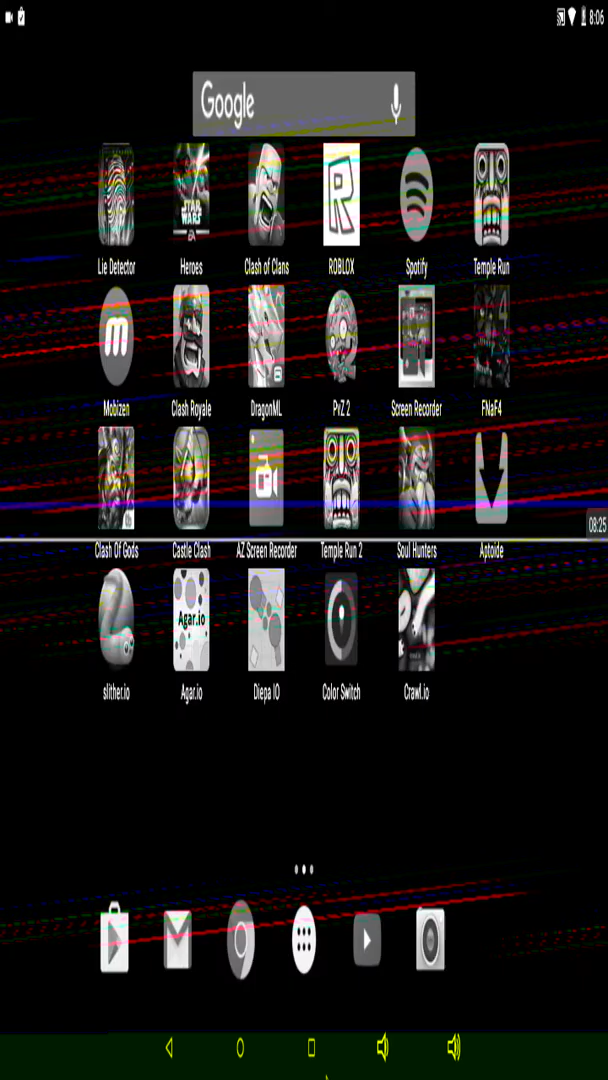 8:06
Google
STAR WARS
EA
R
Lie Detector Heroes Clash of Clans ROBLOX Spotify Temple Run
m
4
Mobizen Clash Royale DragonML PvZ 2 Screen Recorder FNaF4
08:25
Clash Of Gods Castle Clash AZ Screen Recorder Temple Run 2 Soul Hunters Aptoide
Agar.io
slither.io Agar.io Diepa IO Color Switch Crawl.io